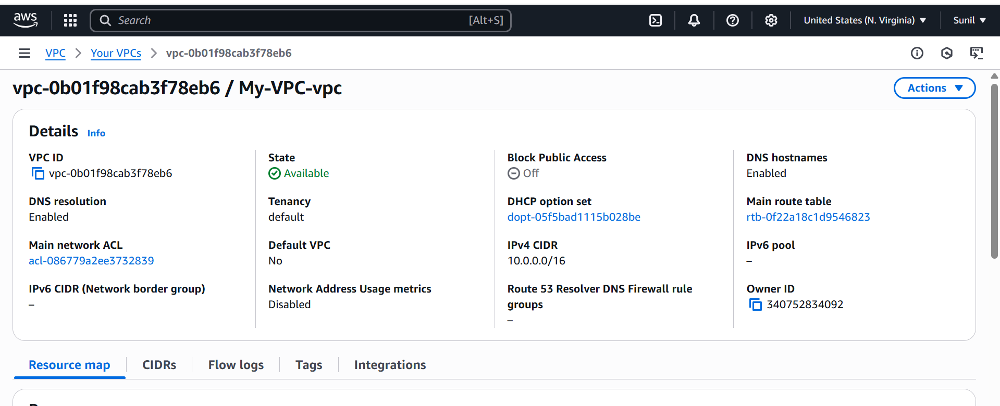 aws
Search [Alt+S]
United States (N. Virginia)
Sunil
VPC
Your VPCs
vpc-0b01f98cab3f78eb6
vpc-0b01f98cab3f78eb6 / My-VPC-vpc
Actions
Details Info
VPC ID
vpc-0b01f98cab3f78eb6
State
Available
Block Public Access
Off
DNS hostnames
Enabled
DNS resolution
Enabled
Tenancy
default
DHCP option set
dopt-05f5bad1115b028be
Main route table
rtb-0f22a18c1d9546823
Main network ACL
acl-086779a2ee3732839
Default VPC
No
IPv4 CIDR
10.0.0.0/16
IPv6 pool
–
IPv6 CIDR (Network border group)
–
Network Address Usage metrics
Disabled
Route 53 Resolver DNS Firewall rule
groups
–
Owner ID
340752834092
Resource map
CIDRs
Flow logs
Tags
Integrations